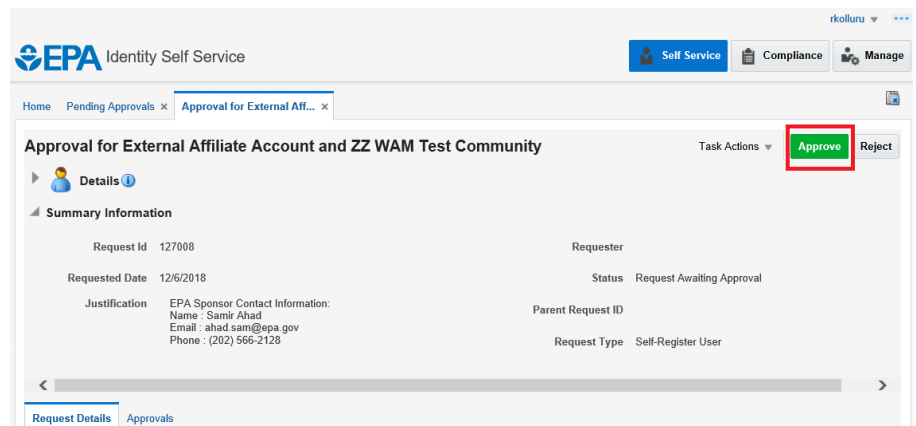 rkolluru
EPA Identity Self Service
Self Service
Compliance
Manage
Home
Pending Approvals ×
Approval for External Aff... ×
Approval for External Affiliate Account and ZZ WAM Test Community
Task Actions
Approve
Reject
Details
Summary Information
Request Id 127008
Requester
Requested Date 12/6/2018
Status Request Awaiting Approval
Justification EPA Sponsor Contact Information:
Name : Samir Ahad
Email : ahad.sam@epa.gov
Phone : (202) 566-2128
Parent Request ID
Request Type Self-Register User
Request Details
Approvals